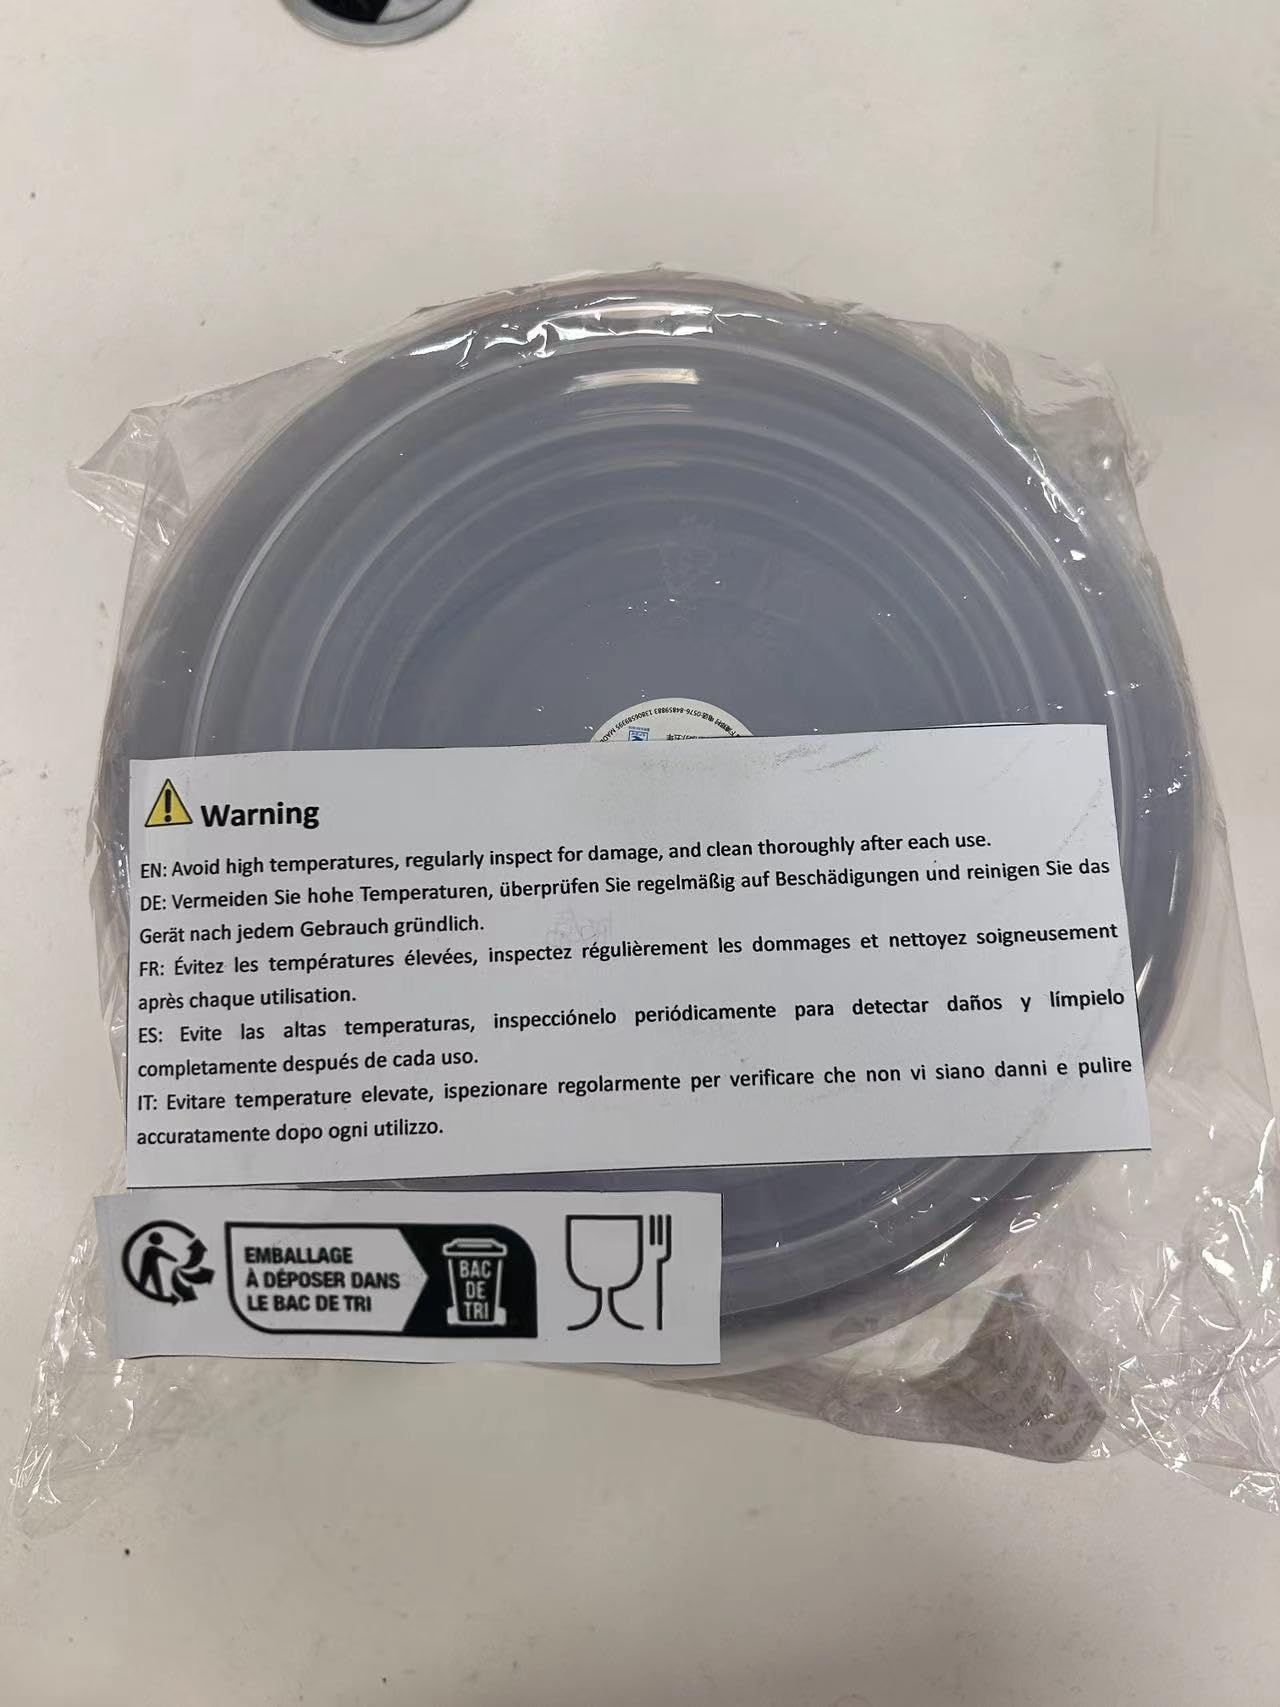 0576-84859883 13806589395 MADE
Warning
EN: Avoid high temperatures, regularly inspect for damage, and clean thoroughly after each use.
DE: Vermeiden Sie hohe Temperaturen, überprüfen Sie regelmäßig auf Beschädigungen und reinigen Sie das
Gerät nach jedem Gebrauch gründlich.
FR: Évitez les températures élevées, inspectez régulièrement les dommages et nettoyez soigneusement
après chaque utilisation.
ES: Evite las altas temperaturas, inspecciónelo periódicamente para detectar daños y límpielo
completamente después de cada uso.
IT: Evitare temperature elevate, ispezionare regolarmente per verificare che non vi siano danni e pulire
accuratamente dopo ogni utilizzo.
EMBALLAGE
À DÉPOSER DANS
LE BAC DE TRI
BAC
DE
TRI